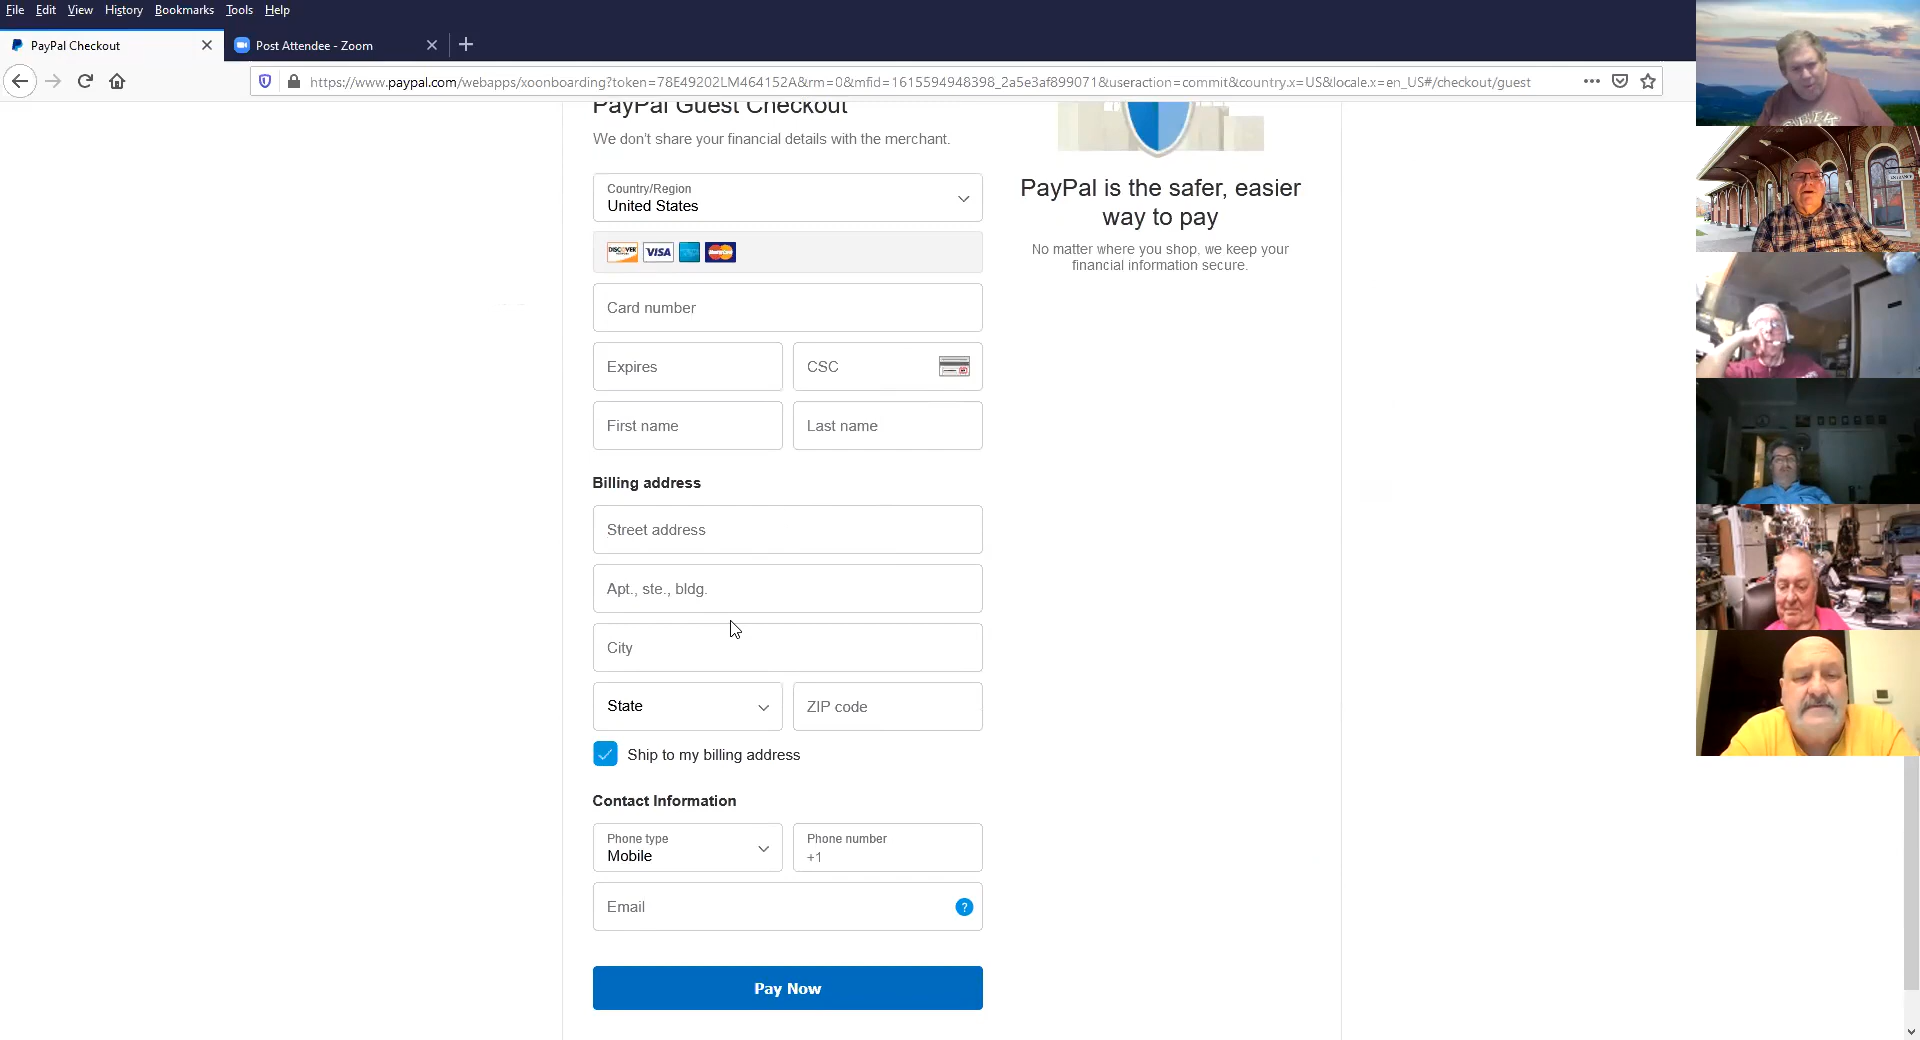 File Edit View History Bookmarks Tools Help
PayPal Checkout
Post Attendee - Zoom
https://www.paypal.com/webapps/xoonboarding?token=78E49202LM464152A&rm=0&mfid=1615594948398_2a5e3af899071&useraction=commit&country.x=US&locale.x=en_US#/checkout/guest
PayPal Guest Checkout
We don't share your financial details with the merchant.
Country/Region
United States
DISCOVER VISA MasterCard
Card number
Expires
CSC
First name
Last name
Billing address
Street address
Apt., ste., bldg.
City
State
ZIP code
Ship to my billing address
Contact Information
Phone type
Mobile
Phone number
+1
Email
?
Pay Now
PayPal is the safer, easier
way to pay
No matter where you shop, we keep your
financial information secure.
ENTRANCE